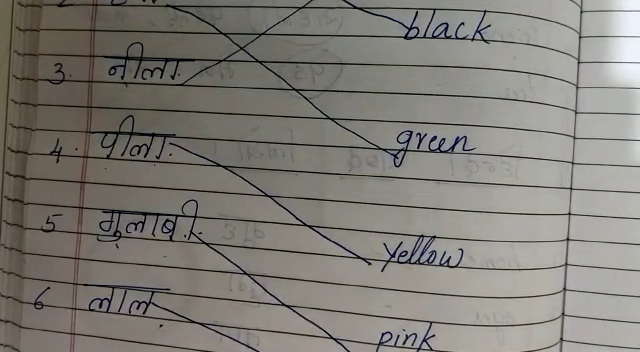 black
3. नीला
green
4. पीला
yellow
5 गुलाबी
6 लाल
pink